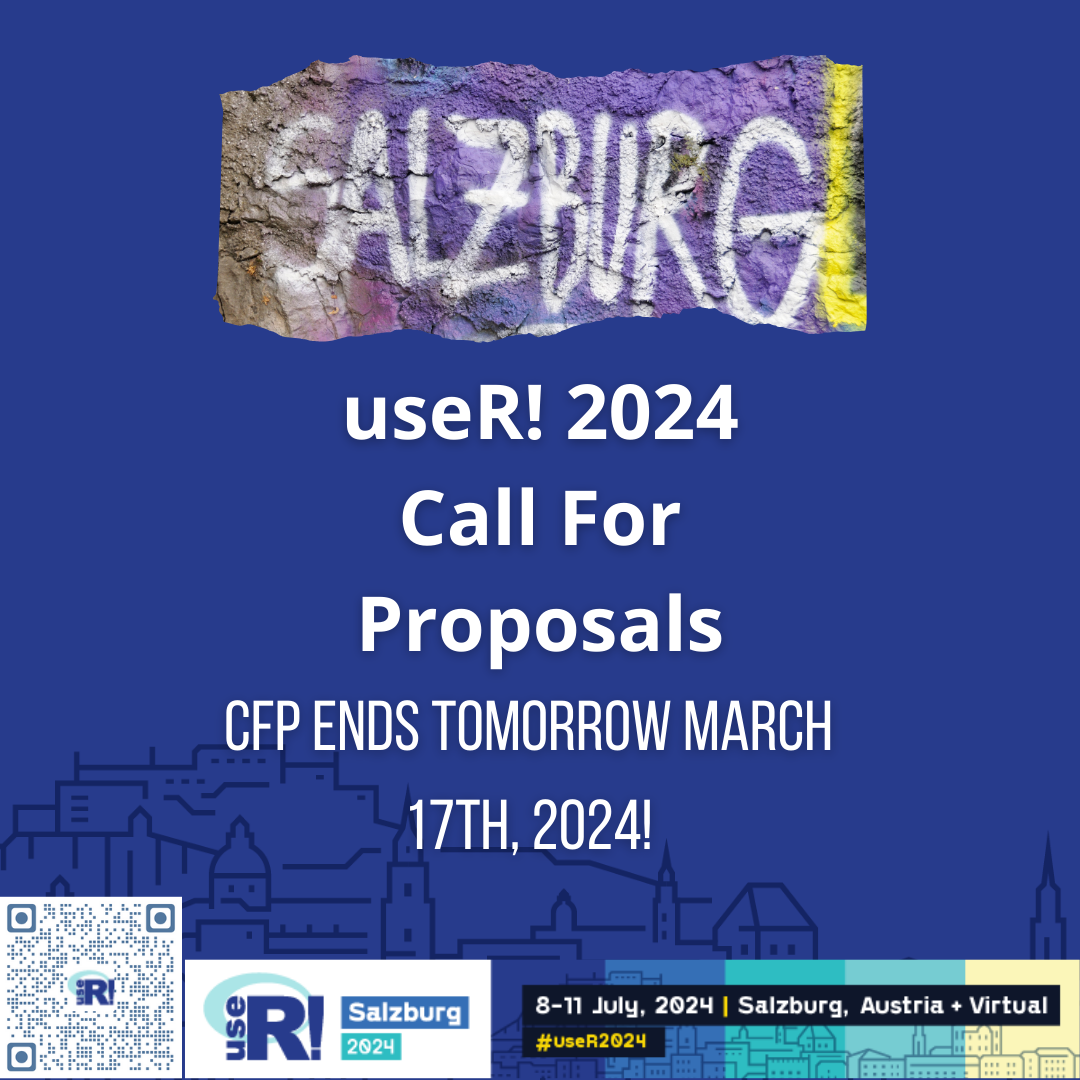 SALZBURG
useR! 2024
Call For
Proposals
CFP ENDS TOMORROW MARCH
17TH, 2024!
useR!
use R!
Salzburg
2024
8-11 July, 2024 | Salzburg, Austria + Virtual
#useR2024